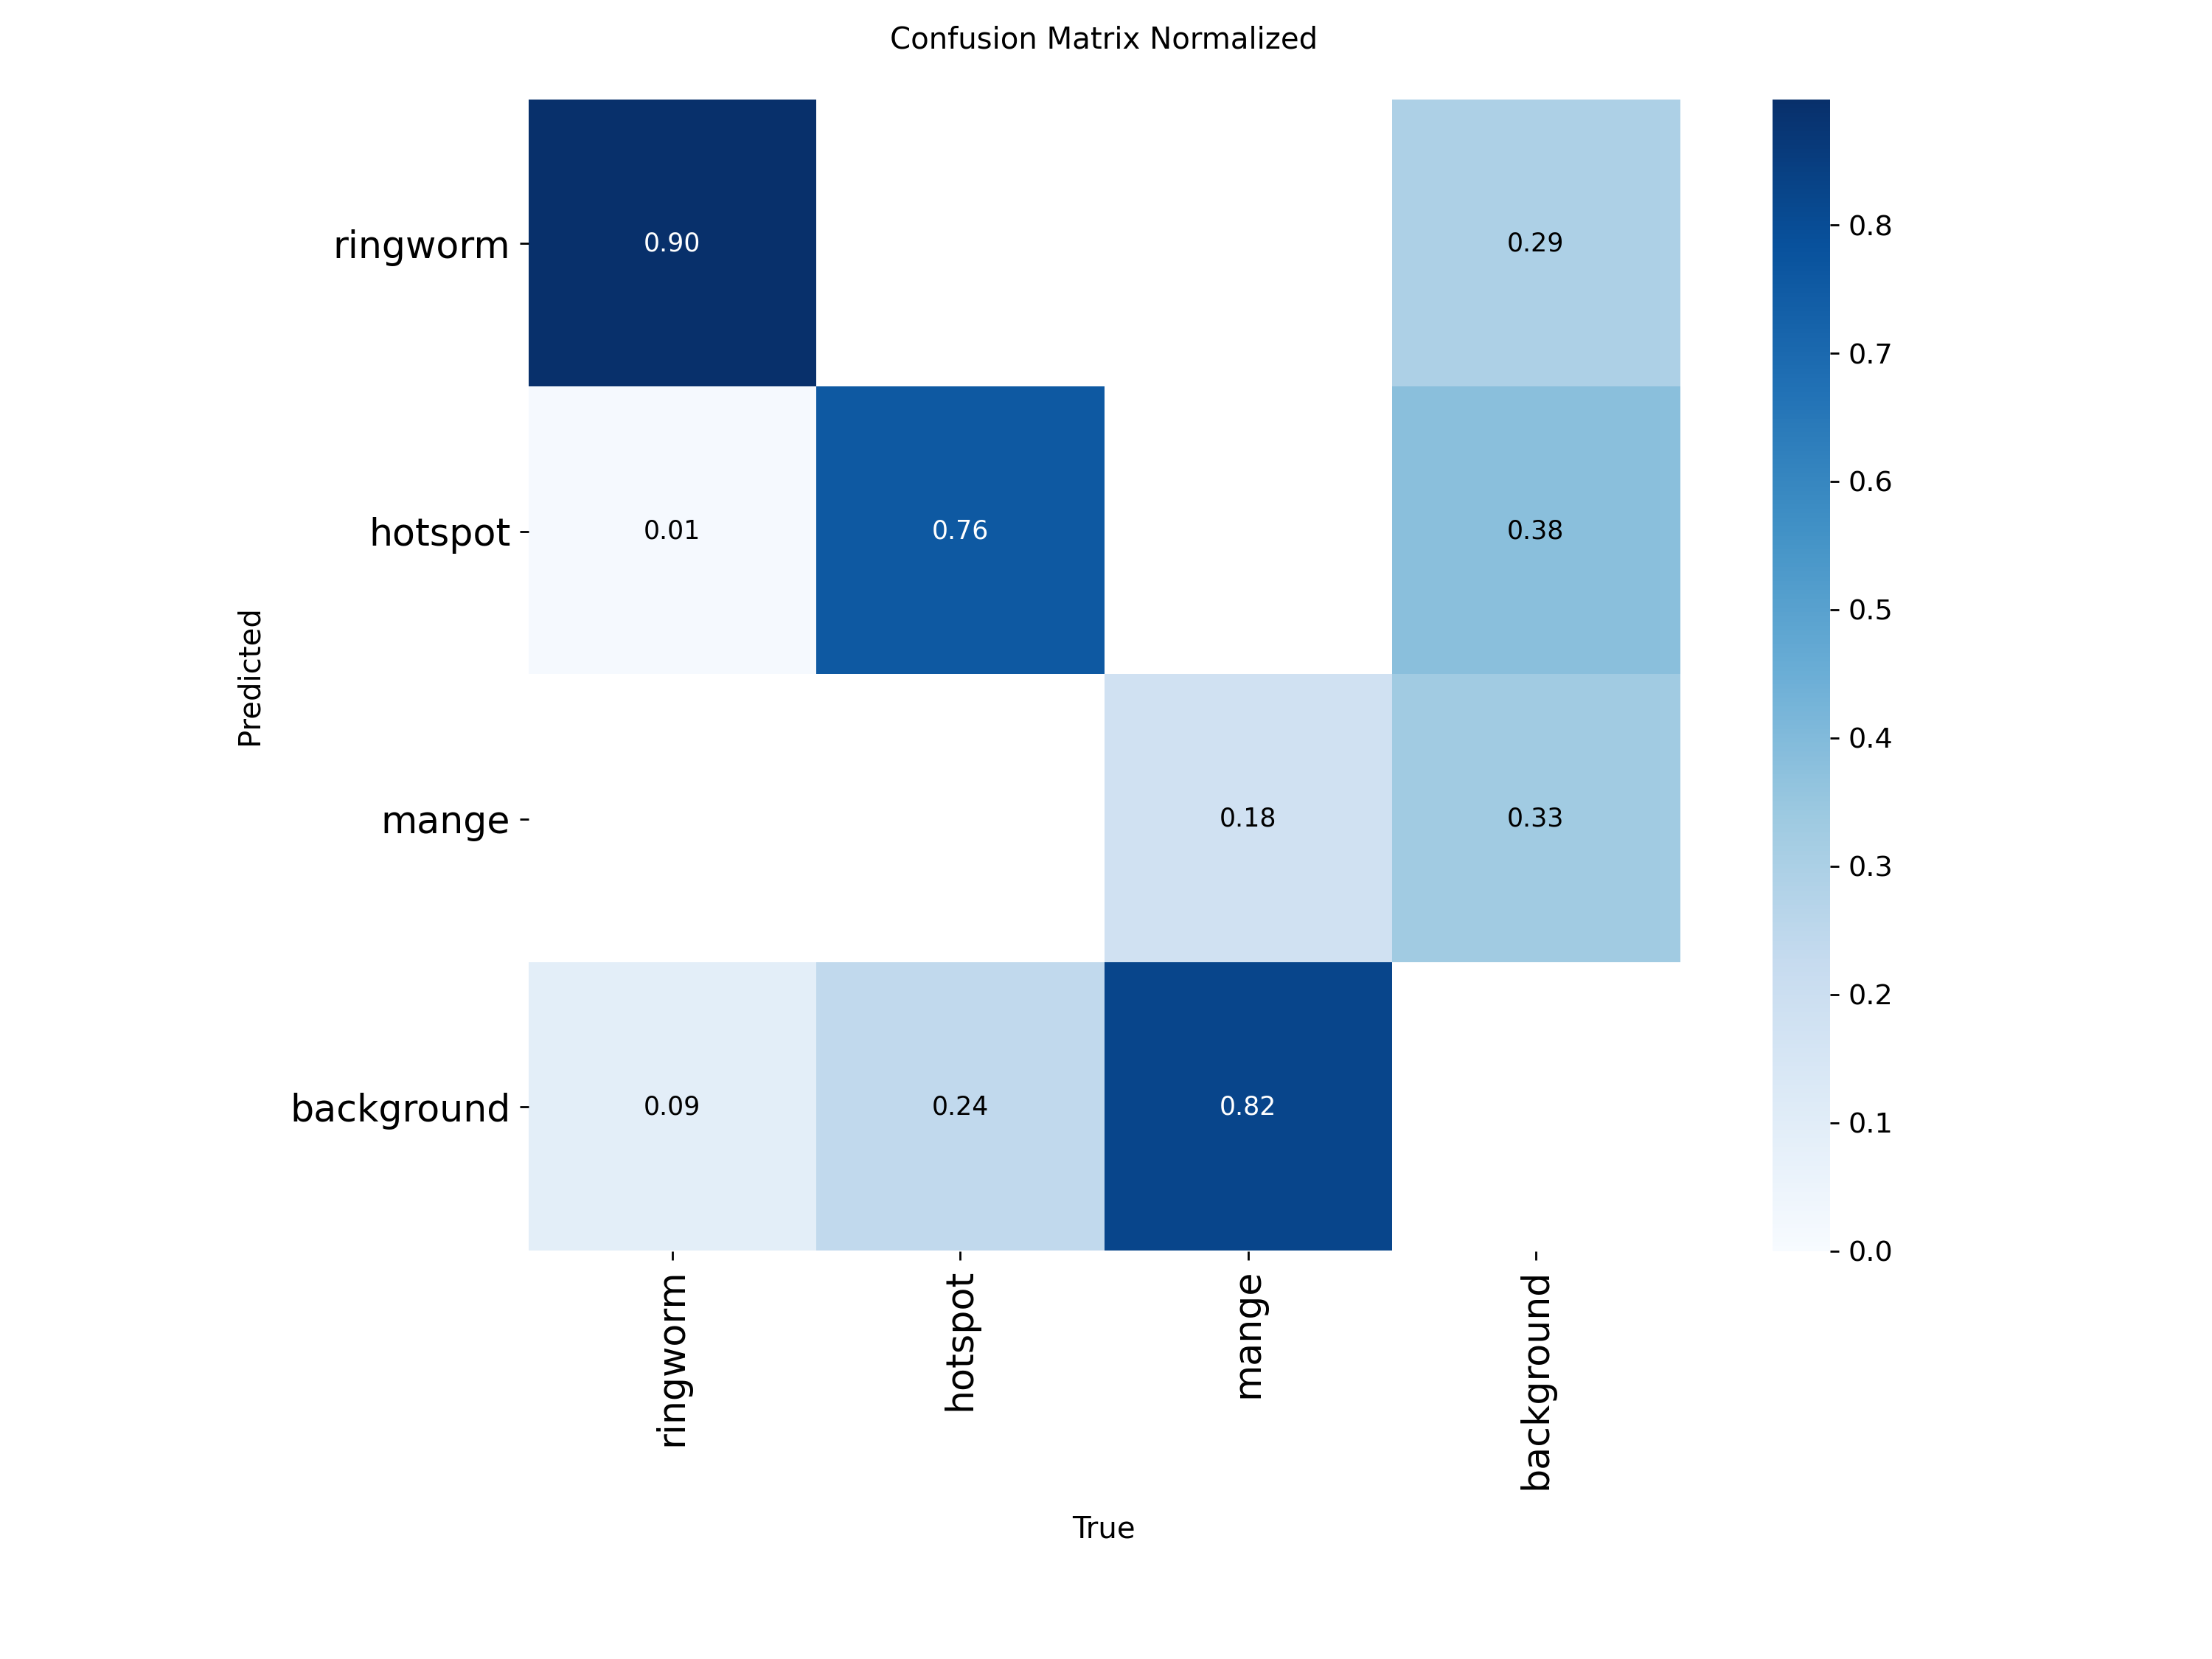 Confusion Matrix Normalized
Predicted
ringworm 0.90 0.29
hotspot 0.01 0.76 0.38
mange 0.18 0.33
background 0.09 0.24 0.82
ringworm hotspot mange background
True
0.8
0.7
0.6
0.5
0.4
0.3
0.2
0.1
0.0